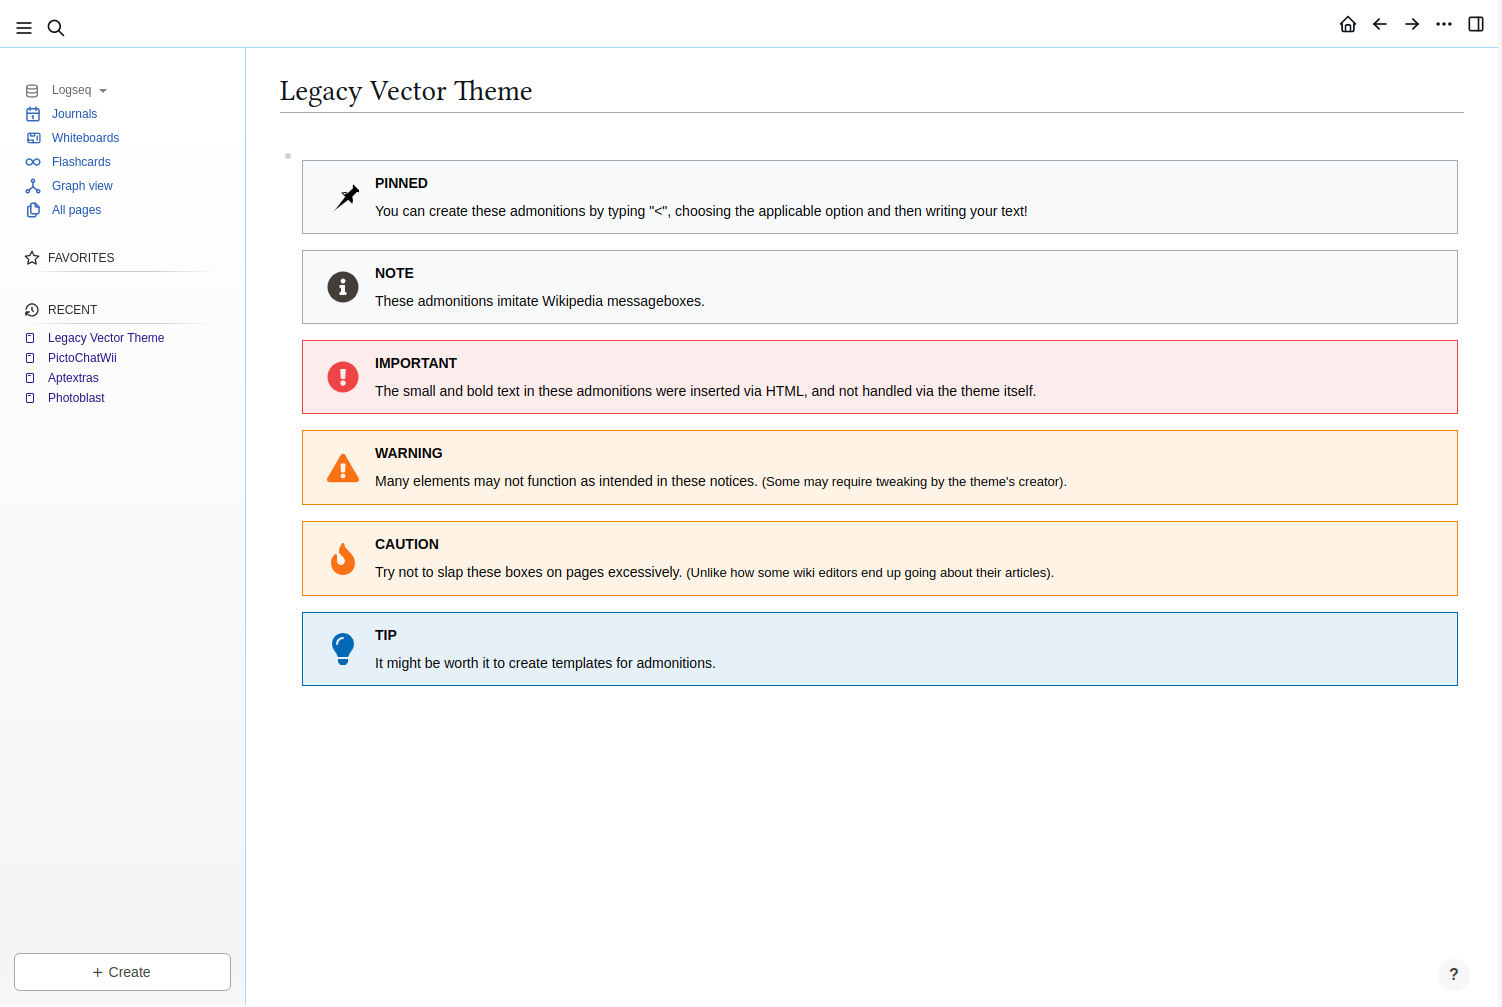 Logseq
Journals
Whiteboards
Flashcards
Graph view
All pages
FAVORITES
RECENT
Legacy Vector Theme
PictoChatWii
Aptextras
Photoblast
+ Create
Legacy Vector Theme
PINNED
You can create these admonitions by typing "<", choosing the applicable option and then writing your text!
NOTE
These admonitions imitate Wikipedia messageboxes.
IMPORTANT
The small and bold text in these admonitions were inserted via HTML, and not handled via the theme itself.
WARNING
Many elements may not function as intended in these notices. (Some may require tweaking by the theme's creator).
CAUTION
Try not to slap these boxes on pages excessively. (Unlike how some wiki editors end up going about their articles).
TIP
It might be worth it to create templates for admonitions.
?